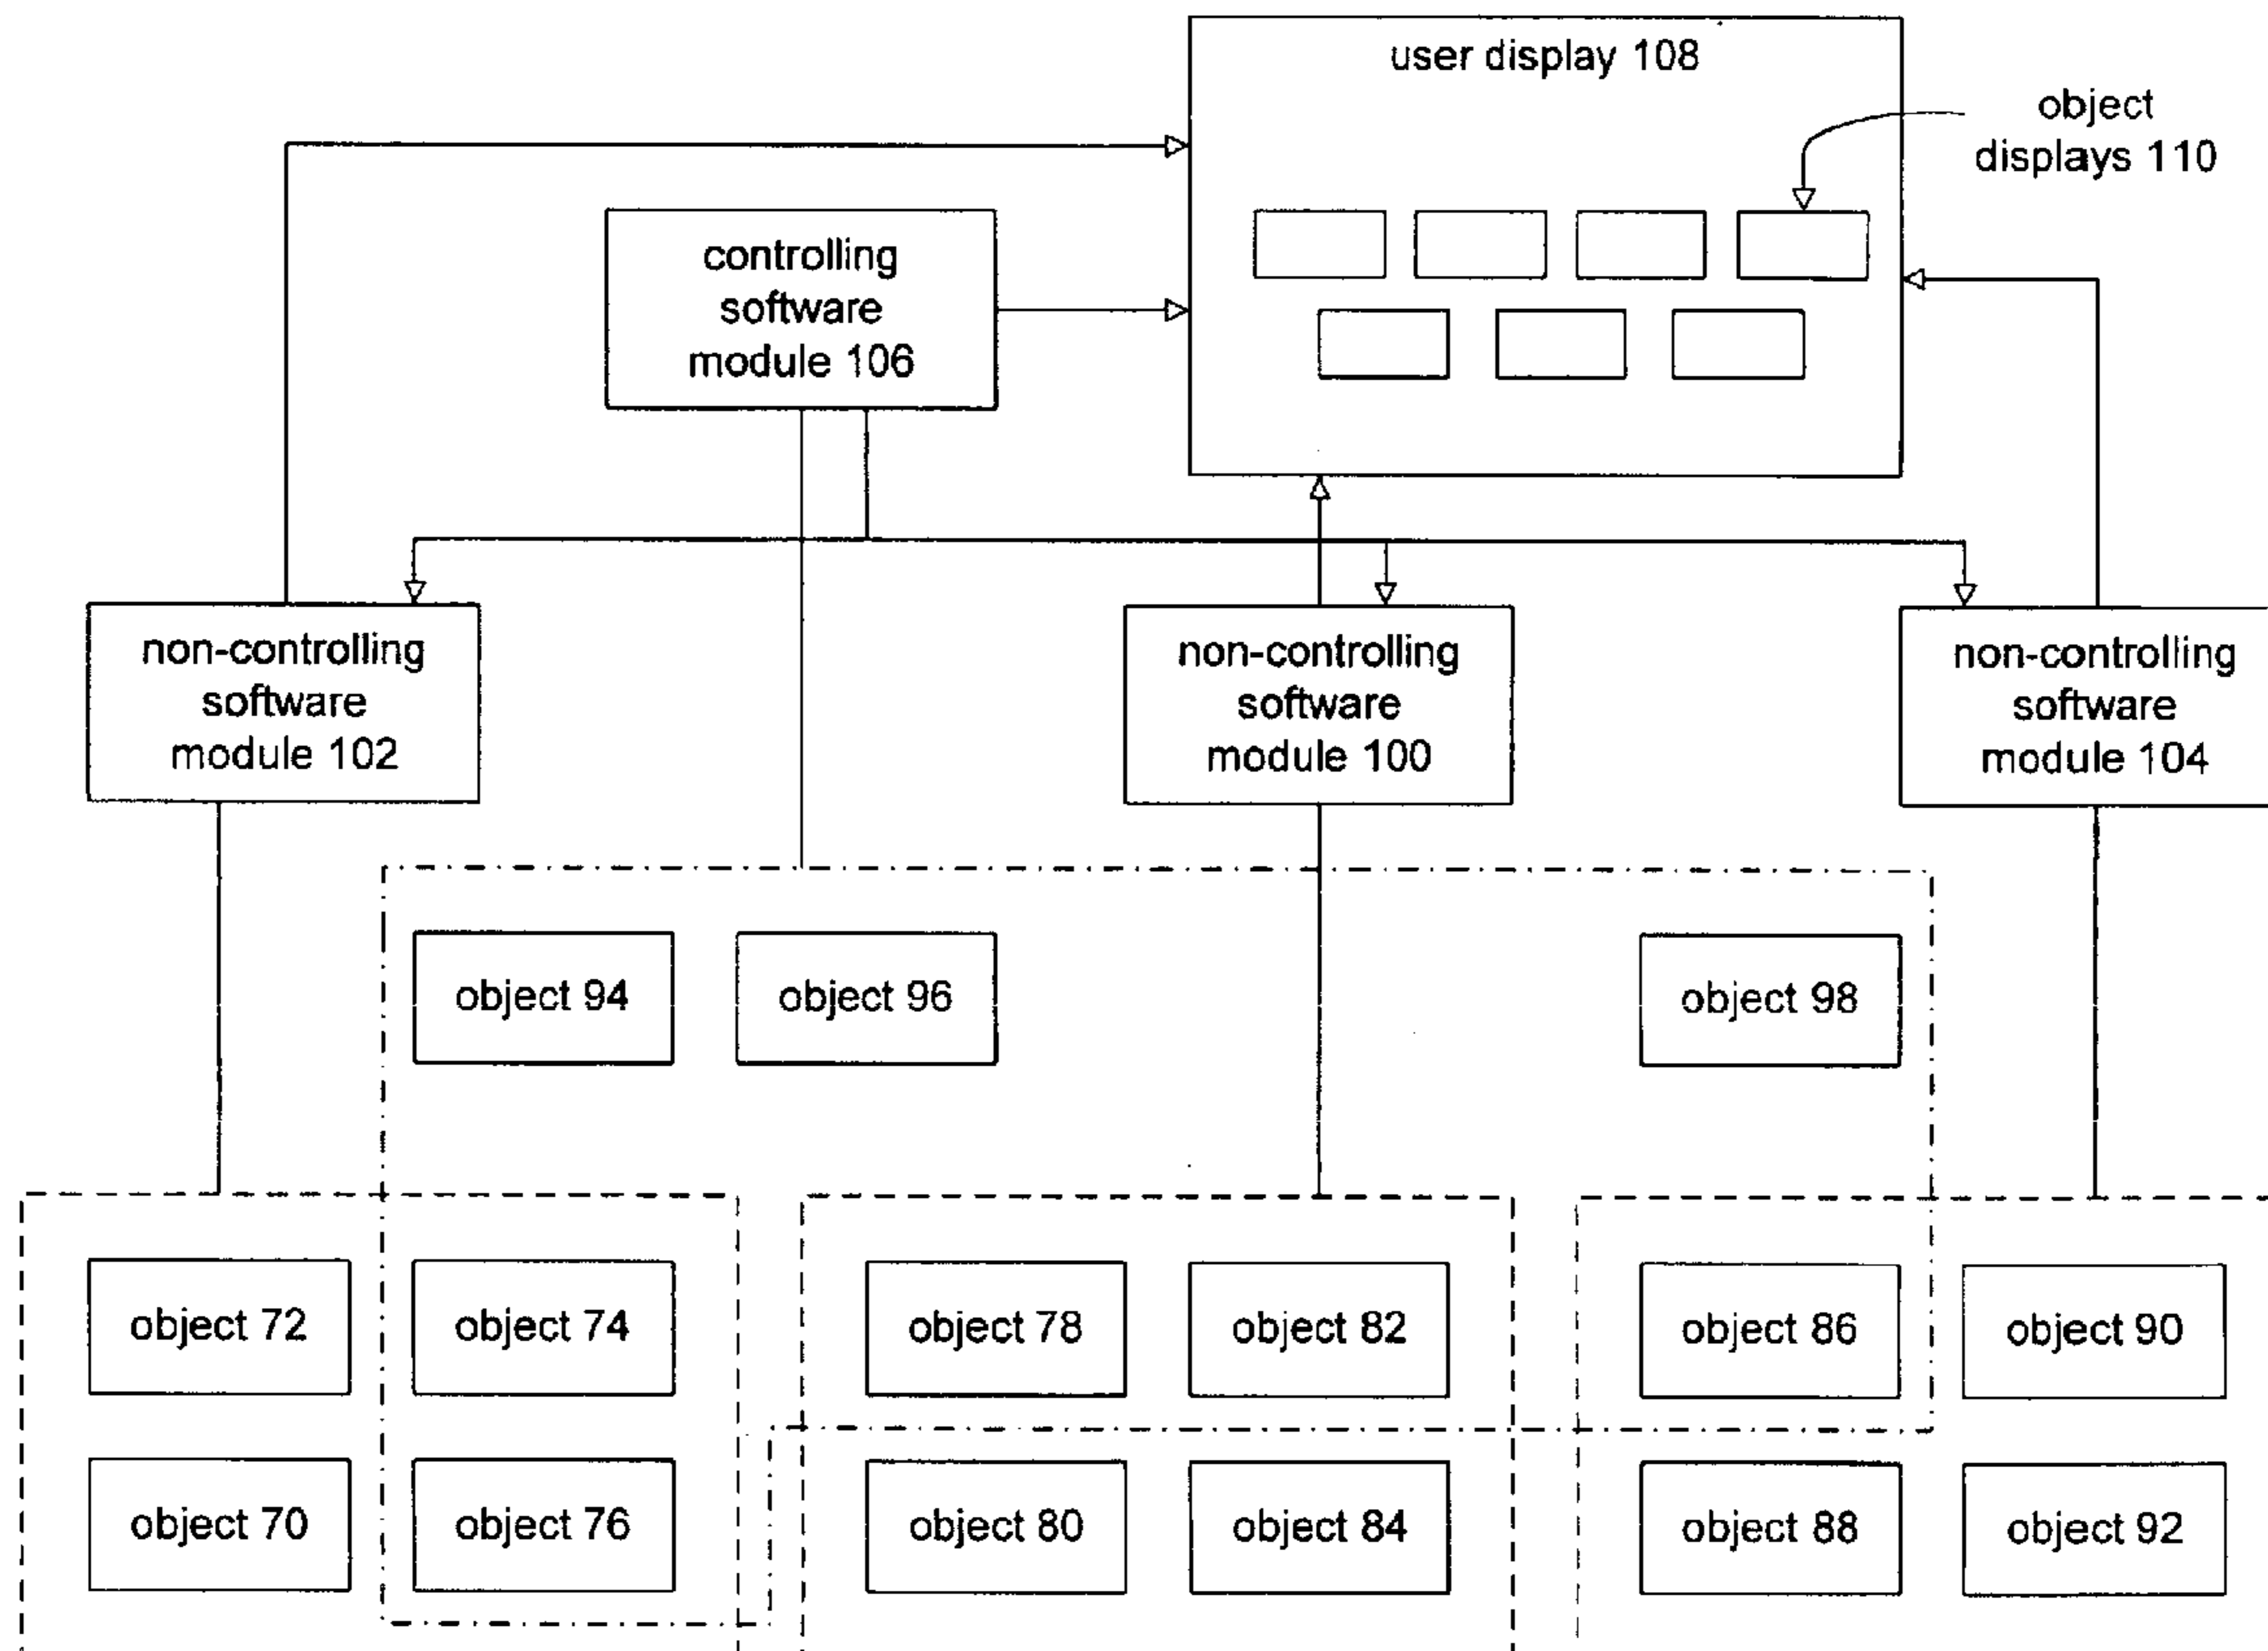 user display 108
object
displays 110
controlling
software
module 106
non-controlling
software
module 102
non-controlling
software
module 100
non-controlling
software
module 104
object 94
object 96
object 98
object 72
object 74
object 78
object 82
object 86
object 90
object 70
object 76
object 80
object 84
object 88
object 92